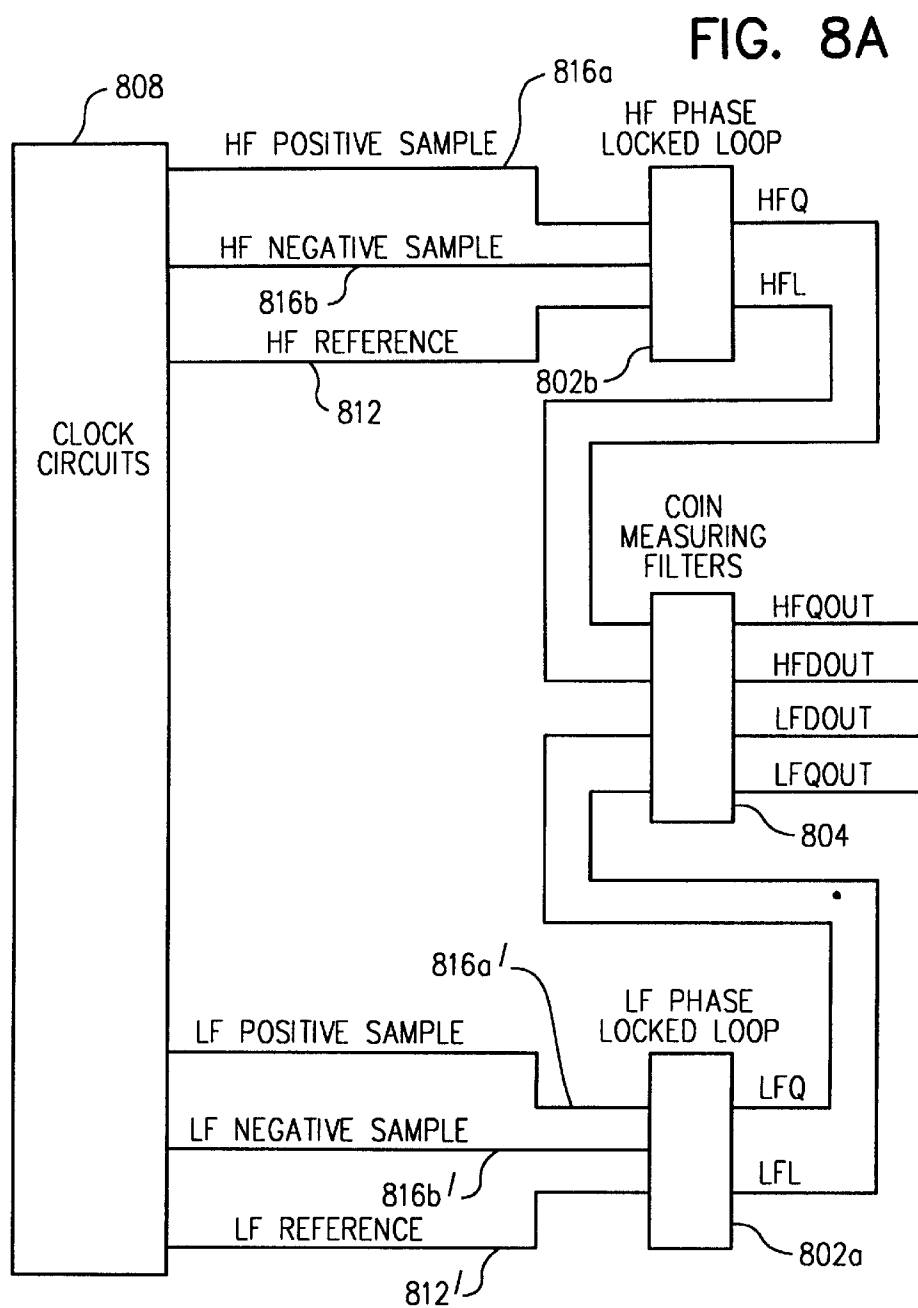 FIG. 8A
808
816a
HF POSITIVE SAMPLE
HF PHASE
LOCKED LOOP
HFQ
HF NEGATIVE SAMPLE
816b
HFL
HF REFERENCE
802b
812
CLOCK
CIRCUITS
COIN
MEASURING
FILTERS
HFQOUT
HFDOUT
LFDOUT
LFQOUT
804
816a'
LF PHASE
LOCKED LOOP
LF POSITIVE SAMPLE
LFQ
LF NEGATIVE SAMPLE
816b'
LFL
LF REFERENCE
802a
812'